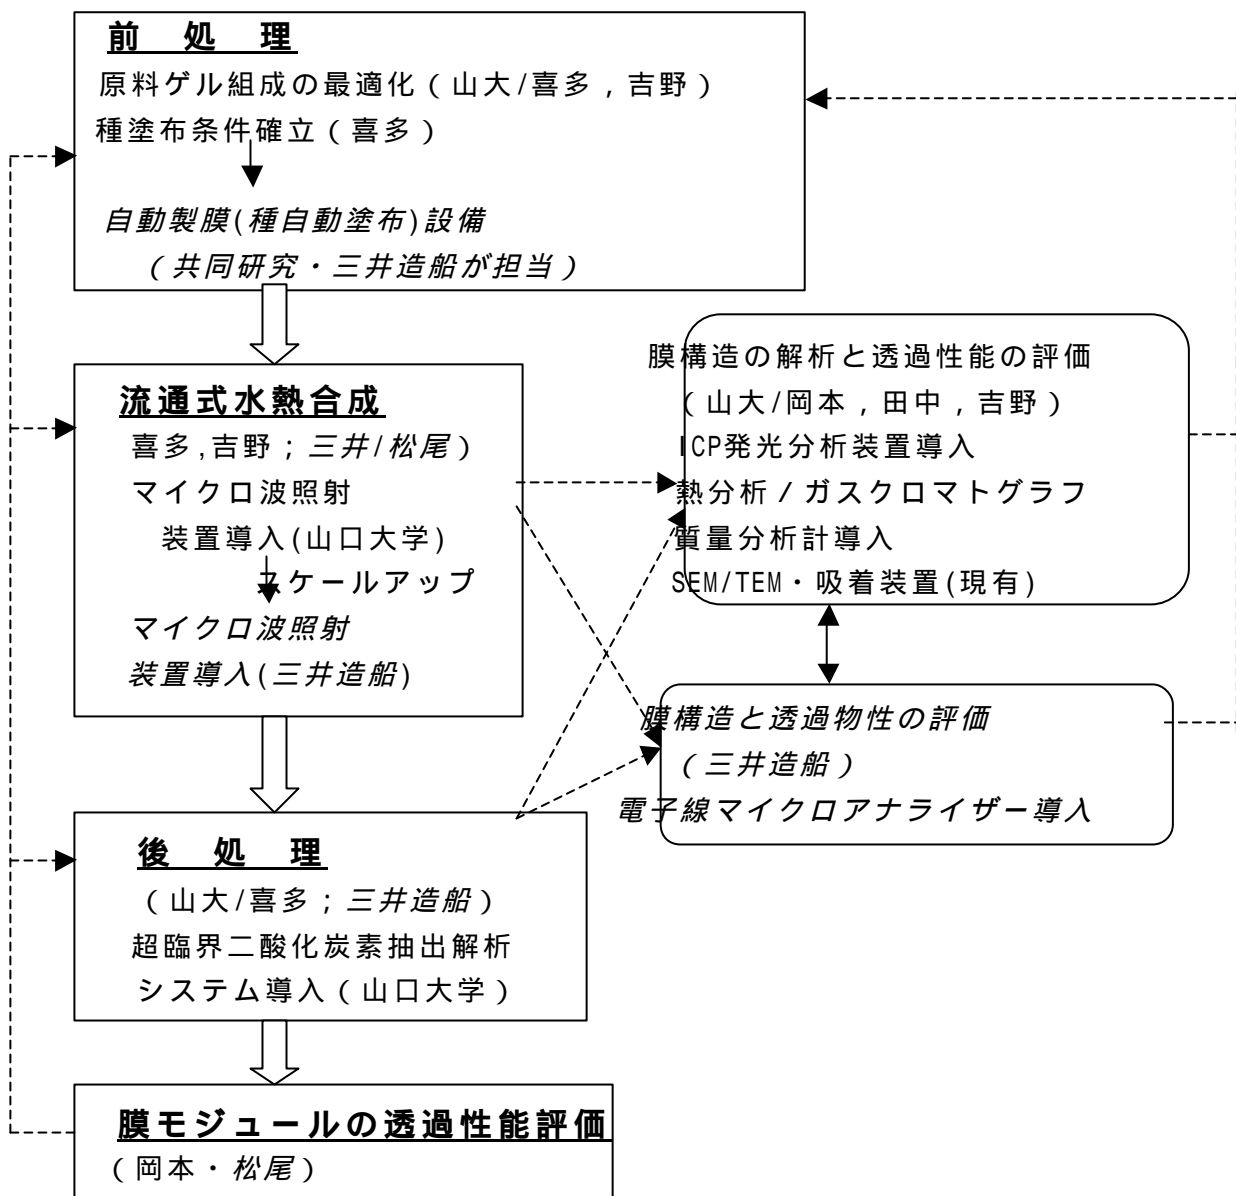 前 処 理
原料ゲル組成の最適化(山大/喜多,吉野)
種塗布条件確立(喜多)
自動製膜(種自動塗布)設備
(共同研究・三井造船が担当)
流通式水熱合成
喜多,吉野;三井/松尾)
マイクロ波照射
装置導入(山口大学)
スケールアップ
マイクロ波照射
装置導入(三井造船)
膜構造の解析と透過性能の評価
(山大/岡本,田中,吉野)
ICP発光分析装置導入
熱分析/ガスクロマトグラフ
質量分析計導入
SEM/TEM・吸着装置(現有)
膜構造と透過物性の評価
(三井造船)
電子線マイクロアナライザー導入
後 処 理
(山大/喜多;三井造船)
超臨界二酸化炭素抽出解析
システム導入(山口大学)
膜モジュールの透過性能評価
(岡本・松尾)